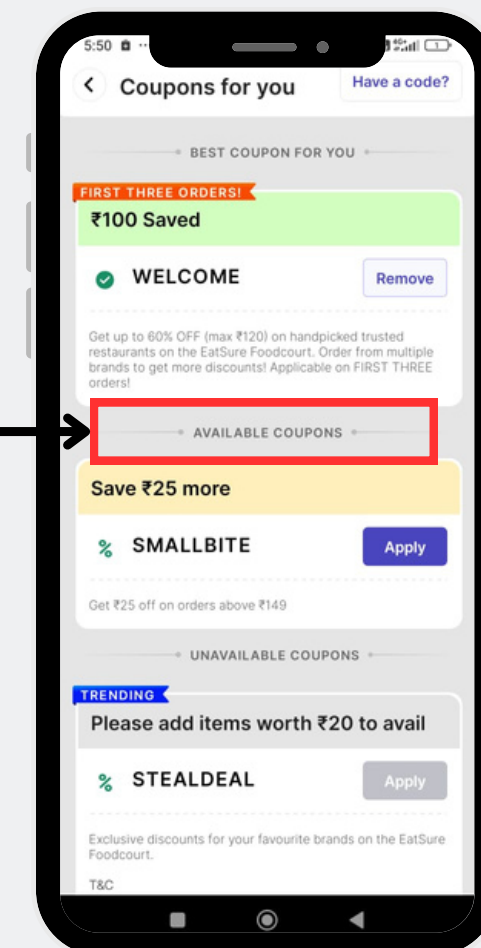 5:50
Coupons for you
Have a code?
BEST COUPON FOR YOU
FIRST THREE ORDERS!
₹100 Saved
WELCOME
Remove
Get up to 60% OFF (max ₹120) on handpicked trusted
restaurants on the EatSure Foodcourt. Order from multiple
brands to get more discounts! Applicable on FIRST THREE
orders!
AVAILABLE COUPONS
Save ₹25 more
% SMALLBITE
Apply
Get ₹25 off on orders above ₹149
UNAVAILABLE COUPONS
TRENDING
Please add items worth ₹20 to avail
% STEALDEAL
Apply
Exclusive discounts for your favourite brands on the EatSure
Foodcourt.
T&C